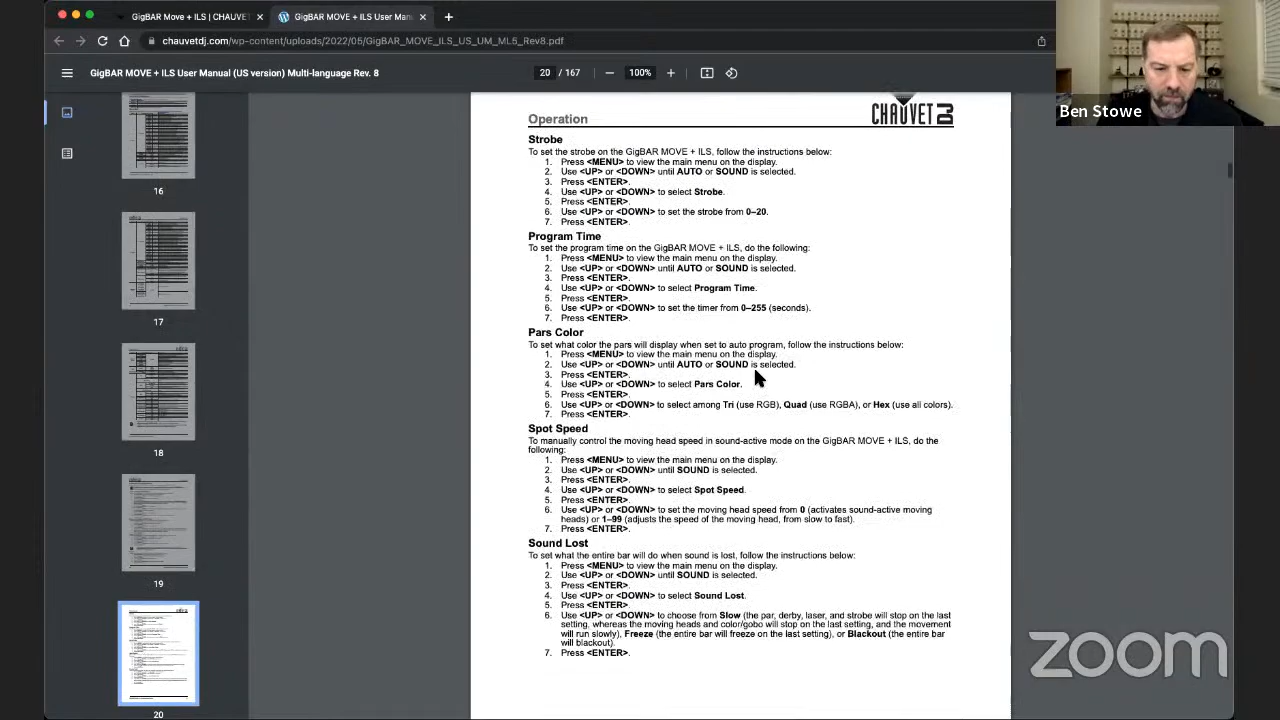 GigBAR Move + ILS | CHAUVET
GigBAR MOVE + ILS User Man
chauvetdj.com/wp-content/uploads/2022/05/GigBAR_MOVE_ILS_US_UM_ML5_Rev8.pdf
GigBAR MOVE + ILS User Manual (US version) Multi-language Rev. 8
20 / 167
100%
Ben Stowe
16
17
18
19
20
Operation
CHAUVET DJ
Strobe
To set the strobe on the GigBAR MOVE + ILS, follow the instructions below:
1. Press <MENU> to view the main menu on the display.
2. Use <UP> or <DOWN> until AUTO or SOUND is selected.
3. Press <ENTER>.
4. Use <UP> or <DOWN> to select Strobe.
5. Press <ENTER>.
6. Use <UP> or <DOWN> to set the strobe from 0–20.
7. Press <ENTER>.
Program Time
To set the program time on the GigBAR MOVE + ILS, do the following:
1. Press <MENU> to view the main menu on the display.
2. Use <UP> or <DOWN> until AUTO or SOUND is selected.
3. Press <ENTER>.
4. Use <UP> or <DOWN> to select Program Time.
5. Press <ENTER>.
6. Use <UP> or <DOWN> to set the timer from 0–255 (seconds).
7. Press <ENTER>.
Pars Color
To set what color the pars will display when set to auto program, follow the instructions below:
1. Press <MENU> to view the main menu on the display.
2. Use <UP> or <DOWN> until AUTO or SOUND is selected.
3. Press <ENTER>.
4. Use <UP> or <DOWN> to select Pars Color.
5. Press <ENTER>.
6. Use <UP> or <DOWN> to select among Tri (use RGB), Quad (use RGBA), or Hex (use all colors).
7. Press <ENTER>.
Spot Speed
To manually control the moving head speed in sound-active mode on the GigBAR MOVE + ILS, do the
following:
1. Press <MENU> to view the main menu on the display.
2. Use <UP> or <DOWN> until SOUND is selected.
3. Press <ENTER>.
4. Use <UP> or <DOWN> to select Spot Speed.
5. Press <ENTER>.
6. Use <UP> or <DOWN> to set the moving head speed from 0 (activates sound-active moving
heads) or 1–99 (adjusts the speed of the moving head, from slow to fast).
7. Press <ENTER>.
Sound Lost
To set what the entire bar will do when sound is lost, follow the instructions below:
1. Press <MENU> to view the main menu on the display.
2. Use <UP> or <DOWN> until SOUND is selected.
3. Press <ENTER>.
4. Use <UP> or <DOWN> to select Sound Lost.
5. Press <ENTER>.
6. Use <UP> or <DOWN> to choose from Slow (the par, derby, laser, and strobe will stop on the last
setting, whereas the moving heads and color/gobo will stop on the last setting, and the movement
will run slowly), Freeze (the entire bar will freeze on the last setting), or Blackout (the entire bar
will blackout).
7. Press <ENTER>.
zoom